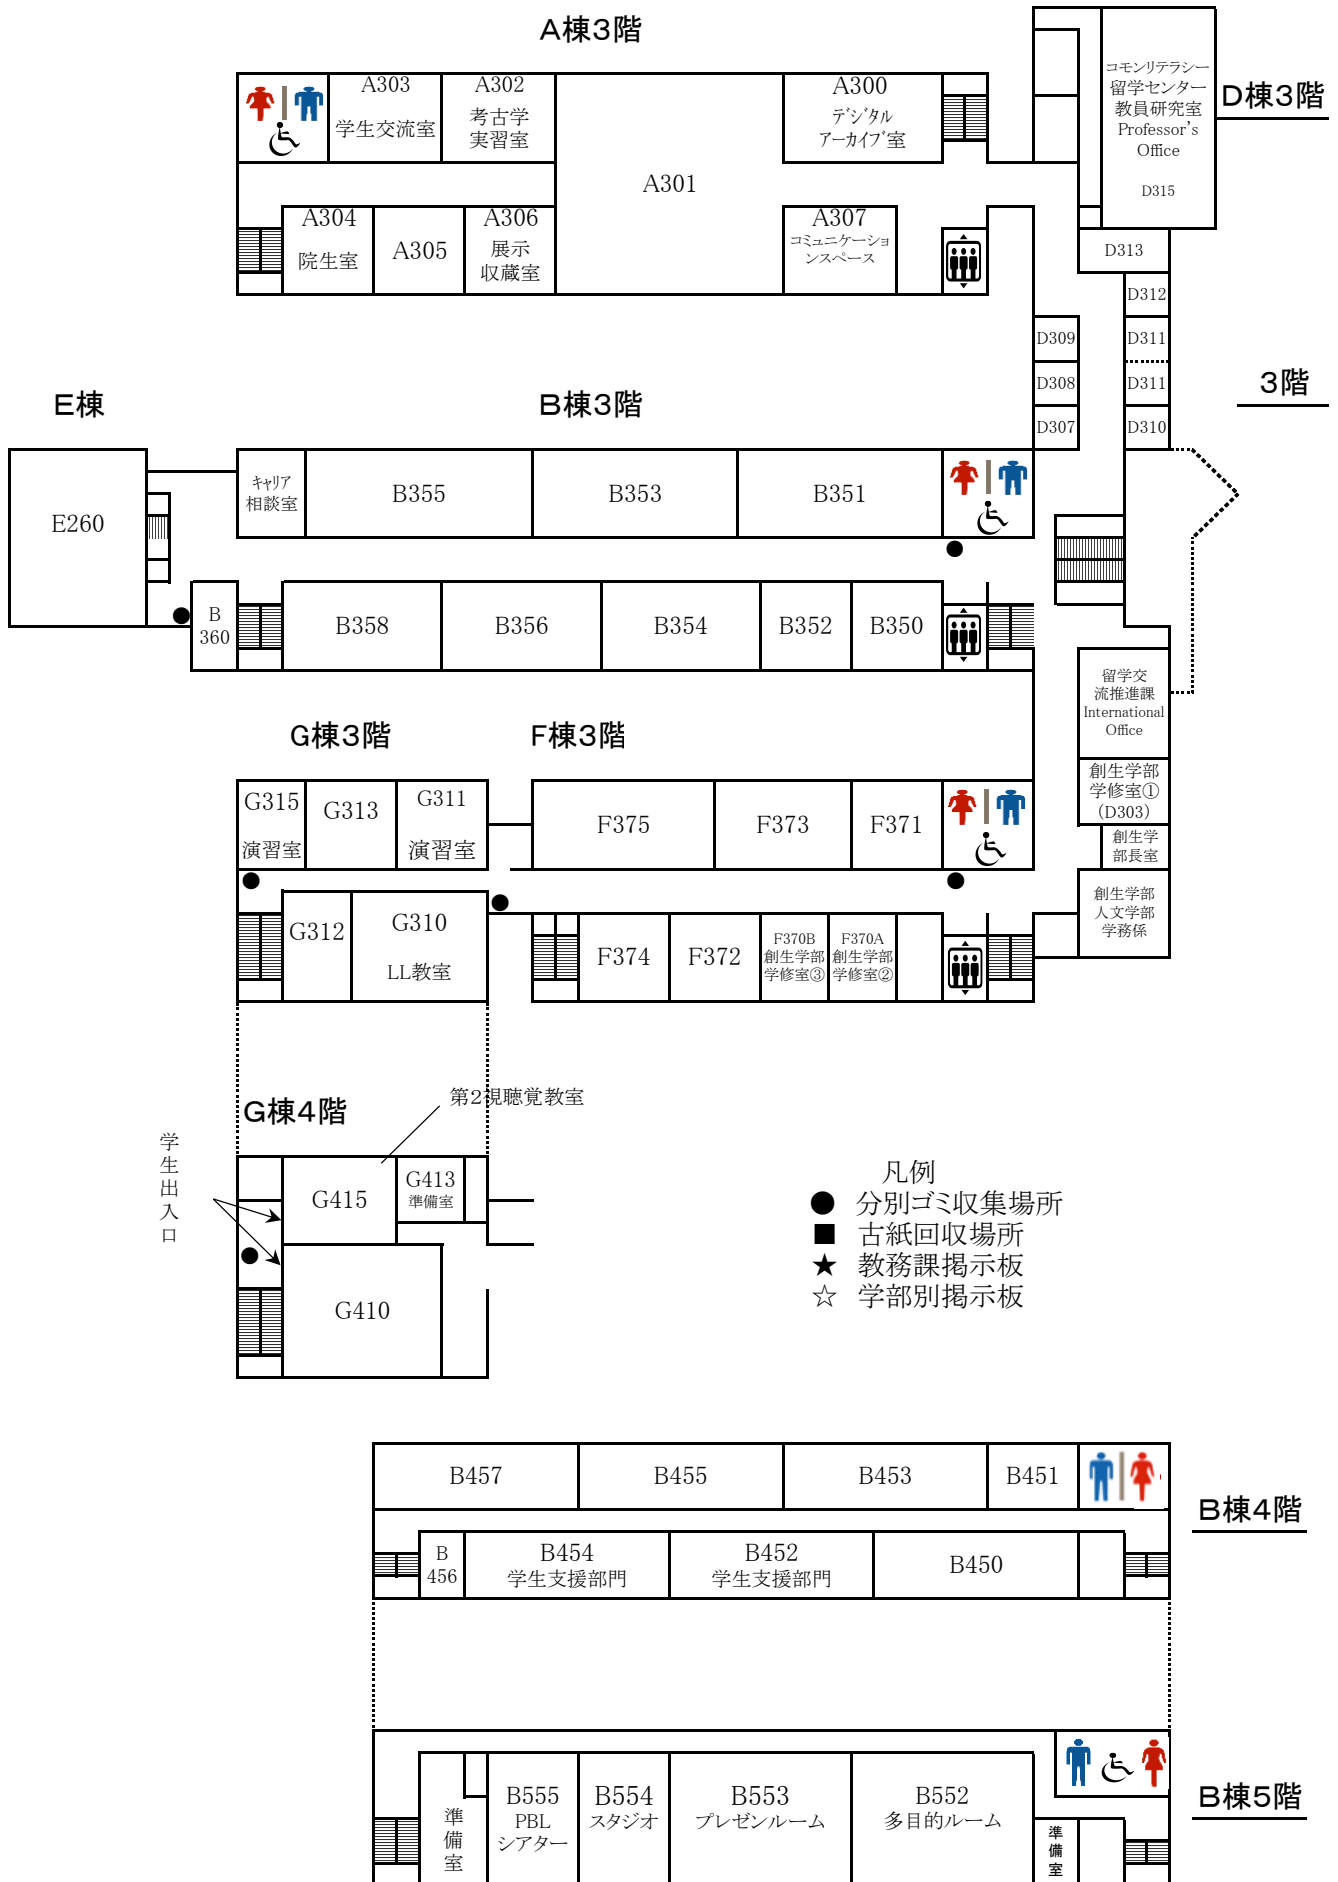 A棟3階
A303
学生交流室
A302
考古学
実習室
A301
A300
デジタル
アーカイブ室
コモンリテラシー
留学センター
教員研究室
Professor's
Office
D315
D棟3階
A304
院生室
A305
A306
展示
収蔵室
A307
コミュニケーショ
ンスペース
D313
D312
D309
D311
D308
D311
D307
D310
3階
E棟
B棟3階
E260
キャリア
相談室
B355
B353
B351
B
360
B358
B356
B354
B352
B350
留学交
流推進課
International
Office
創生学部
学修室①
(D303)
創生学
部長室
創生学部
人文学部
学務係
G棟3階
F棟3階
G315
演習室
G313
G311
演習室
F375
F373
F371
G312
G310
LL教室
F374
F372
F370B
創生学部
学修室③
F370A
創生学部
学修室②
G棟4階
第2視聴覚教室
学生出入口
G415
G413
準備室
G410
凡例
● 分別ゴミ収集場所
■ 古紙回収場所
★ 教務課掲示板
☆ 学部別掲示板
B457
B455
B453
B451
B棟4階
B
456
B454
学生支援部門
B452
学生支援部門
B450
B棟5階
準備室
B555
PBL
シアター
B554
スタジオ
B553
プレゼンルーム
B552
多目的ルーム
準備室